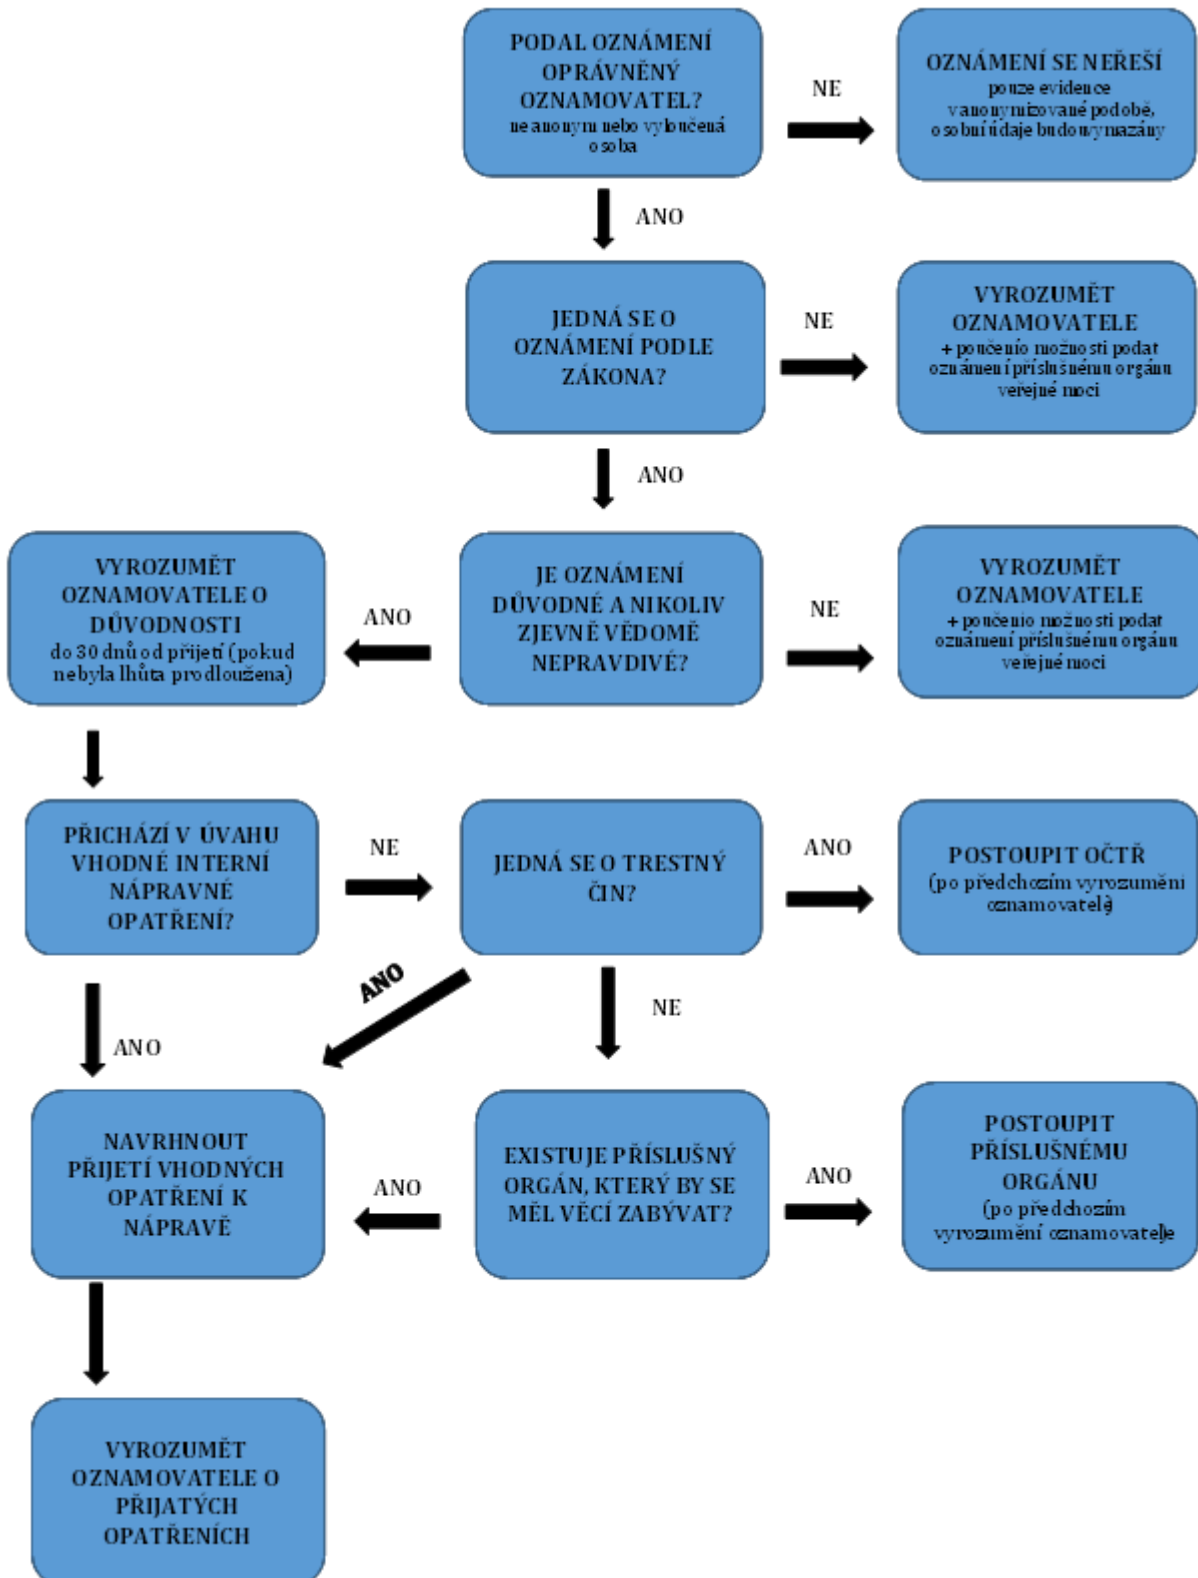 PODAL OZNÁMENÍ
OPRÁVNĚNÝ
OZNAMOVATEL?
ne anonym nebo vyloučená
osoba
NE
OZNÁMENÍ SE NEŘEŠÍ
pouze evidence
v anonymizované podobě,
osobní údaje budou vymazány
ANO
JEDNÁ SE O
OZNÁMENÍ PODLE
ZÁKONA?
NE
VYROZUMĚT
OZNAMOVATELE
+ poučení o možnosti podat
oznámení příslušnému orgánu
veřejné moci
ANO
VYROZUMĚT
OZNAMOVATELE O
DŮVODNOSTI
do 30 dnů od přijetí (pokud
nebyla lhůta prodloužena)
ANO
JE OZNÁMENÍ
DŮVODNÉ A NIKOLIV
ZJEVNĚ VĚDOMĚ
NEPRAVDIVÉ?
NE
VYROZUMĚT
OZNAMOVATELE
+ poučení o možnosti podat
oznámení příslušnému orgánu
veřejné moci
PŘICHÁZÍ V ÚVAHU
VHODNÉ INTERNÍ
NÁPRAVNÉ
OPATŘENÍ?
NE
JEDNÁ SE O TRESTNÝ
ČIN?
ANO
POSTOUPIT OČTŘ
(po předchozím vyrozumění
oznamovatele)
ANO
ANO
NE
NAVRHNOUT
PŘIJETÍ VHODNÝCH
OPATŘENÍ K
NÁPRAVĚ
ANO
EXISTUJE PŘÍSLUŠNÝ
ORGÁN, KTERÝ BY SE
MĚL VĚCÍ ZABÝVAT?
ANO
POSTOUPIT
PŘÍSLUŠNÉMU
ORGÁNU
(po předchozím
vyrozumění oznamovatele)
VYROZUMĚT
OZNAMOVATELE O
PŘIJATÝCH
OPATŘENÍCH